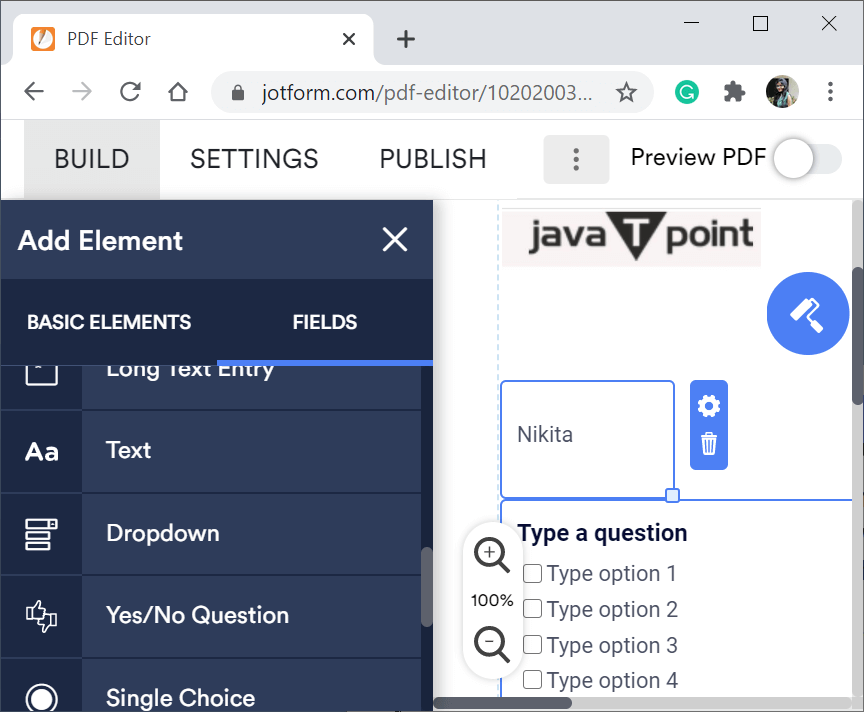 PDF Editor
jotform.com/pdf-editor/10202003...
BUILD SETTINGS PUBLISH Preview PDF
Add Element
BASIC ELEMENTS FIELDS
Long Text Entry
Aa Text
Dropdown
Yes/No Question
Single Choice
java T point
Nikita
Type a question
Type option 1
Type option 2
Type option 3
Type option 4
100%